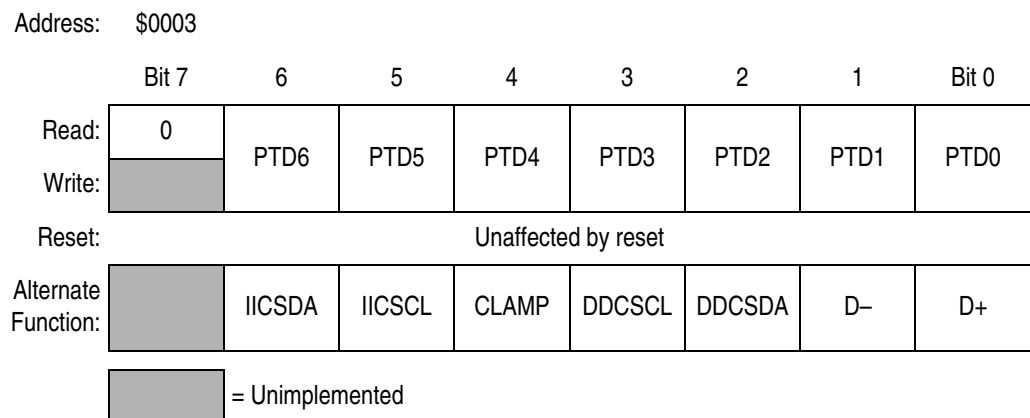 Address: $0003
Bit 7 6 5 4 3 2 1 Bit 0
Read: 0 PTD6 PTD5 PTD4 PTD3 PTD2 PTD1 PTD0
Write:
Reset: Unaffected by reset
Alternate
Function: IICSDA IICSCL CLAMP DDCSCL DDCSDA D– D+
= Unimplemented